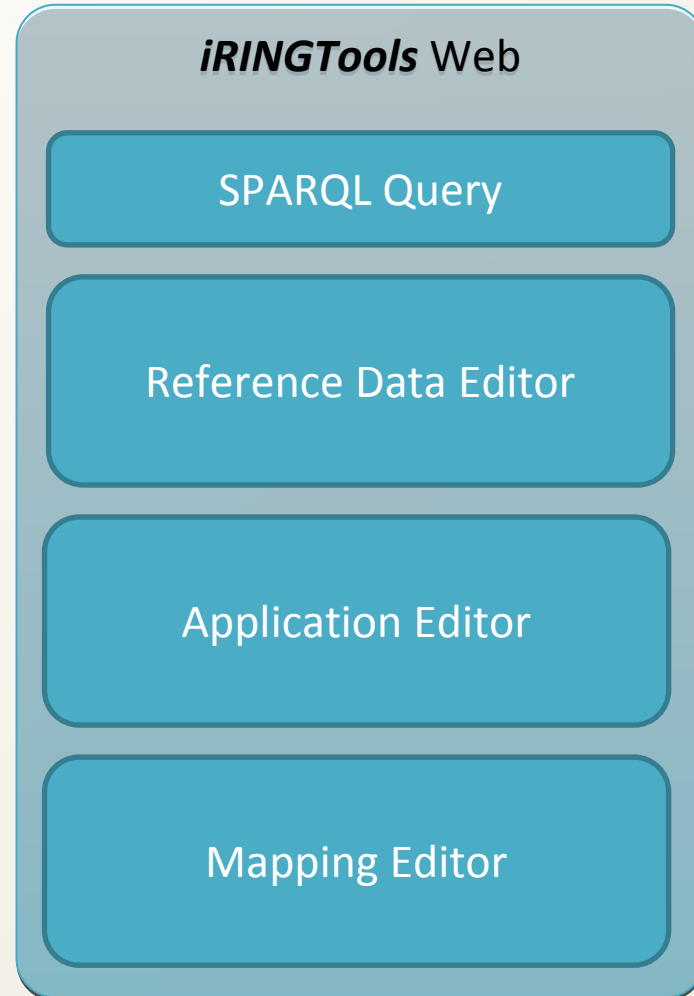 iRINGTools Web
SPARQL Query
Reference Data Editor
Application Editor
Mapping Editor